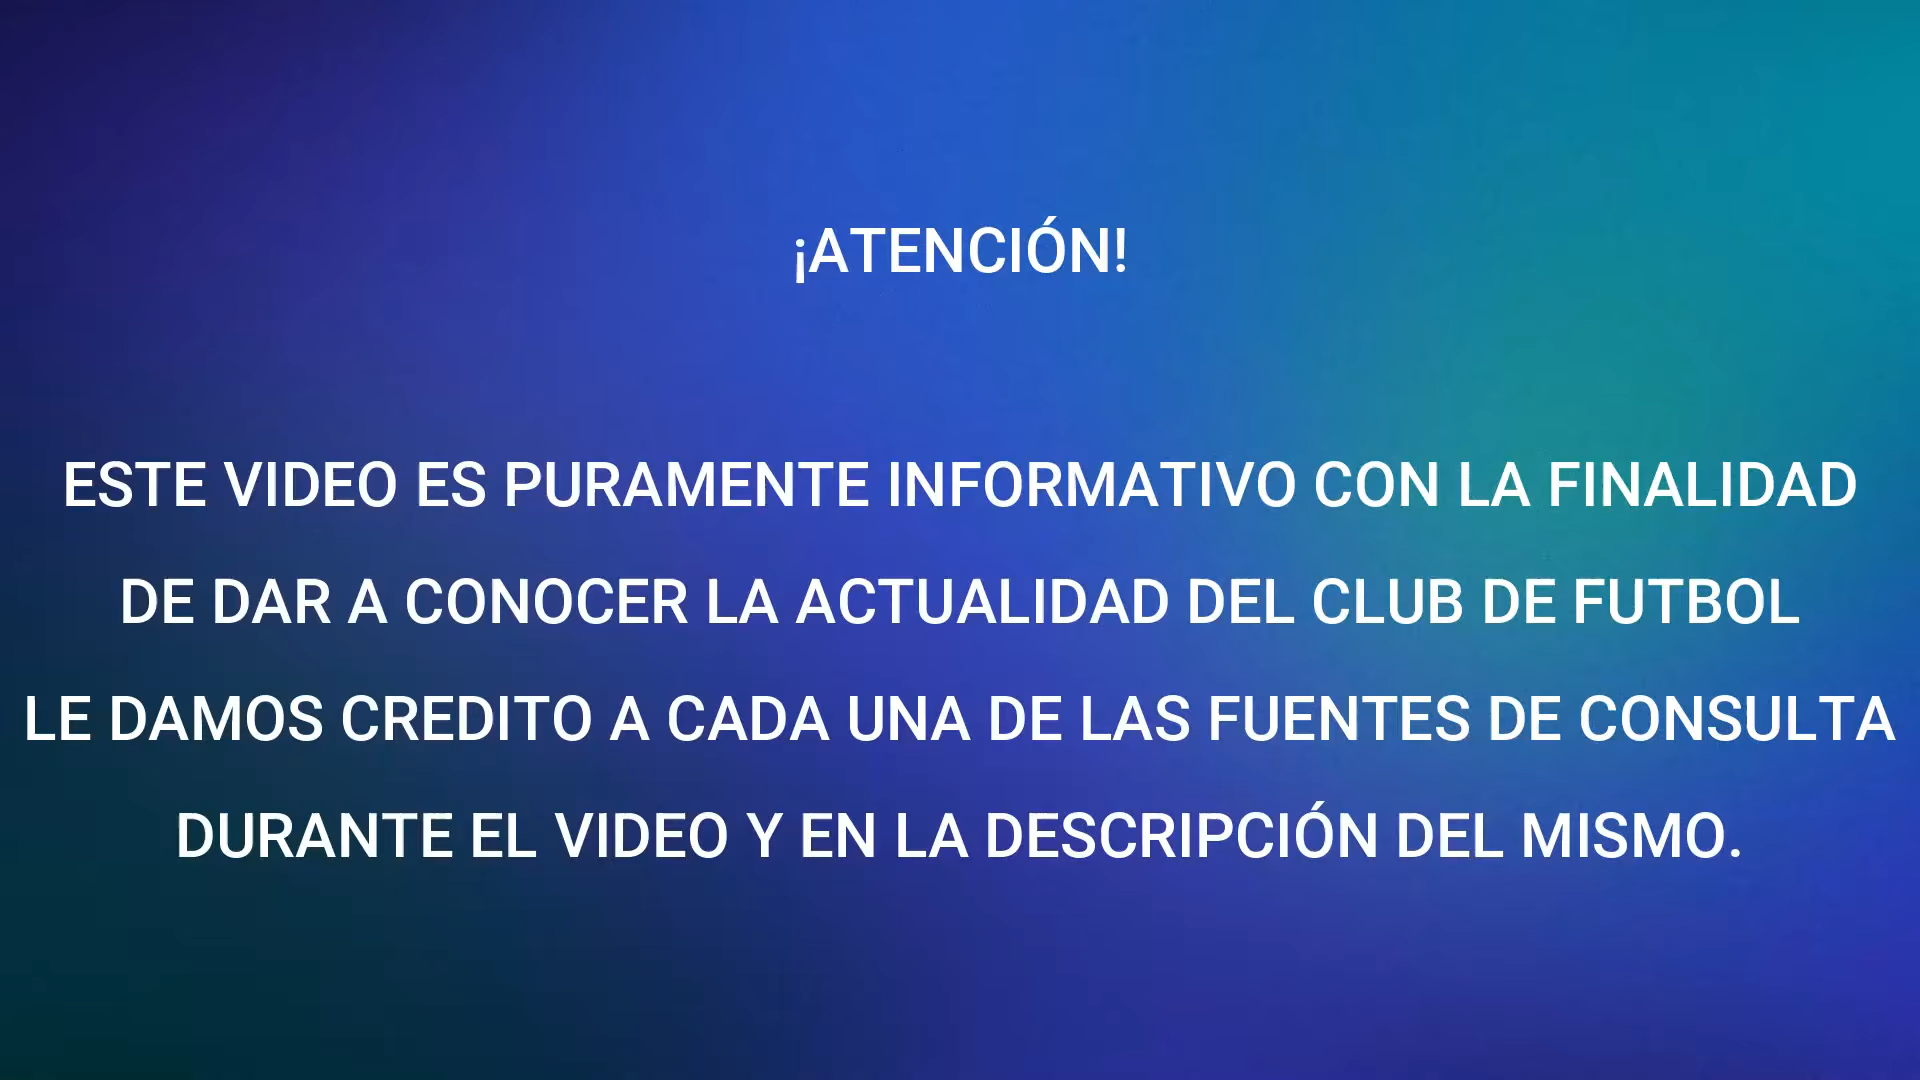 ¡ATENCIÓN!
ESTE VIDEO ES PURAMENTE INFORMATIVO CON LA FINALIDAD
DE DAR A CONOCER LA ACTUALIDAD DEL CLUB DE FUTBOL
LE DAMOS CREDITO A CADA UNA DE LAS FUENTES DE CONSULTA
DURANTE EL VIDEO Y EN LA DESCRIPCIÓN DEL MISMO.